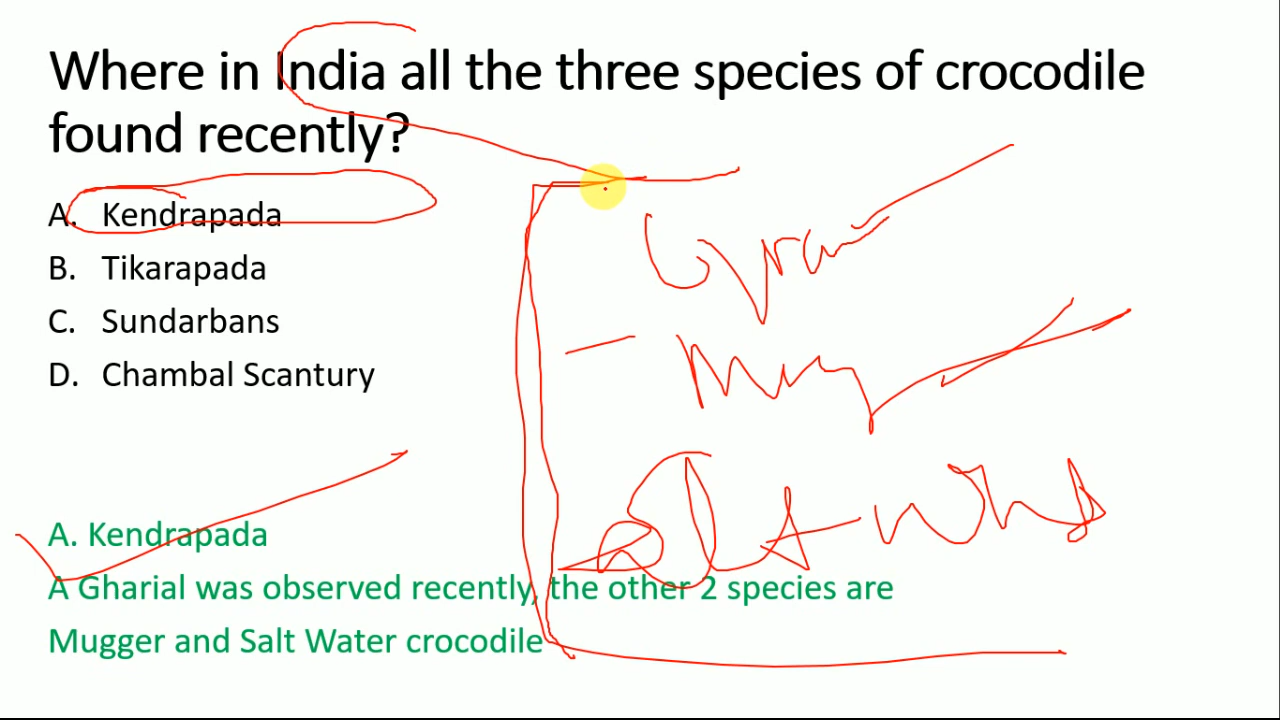 Where in India all the three species of crocodile
found recently?
A. Kendrapada
B. Tikarapada
C. Sundarbans
D. Chambal Scantury
A. Kendrapada
A Gharial was observed recently, the other 2 species are
Mugger and Salt Water crocodile